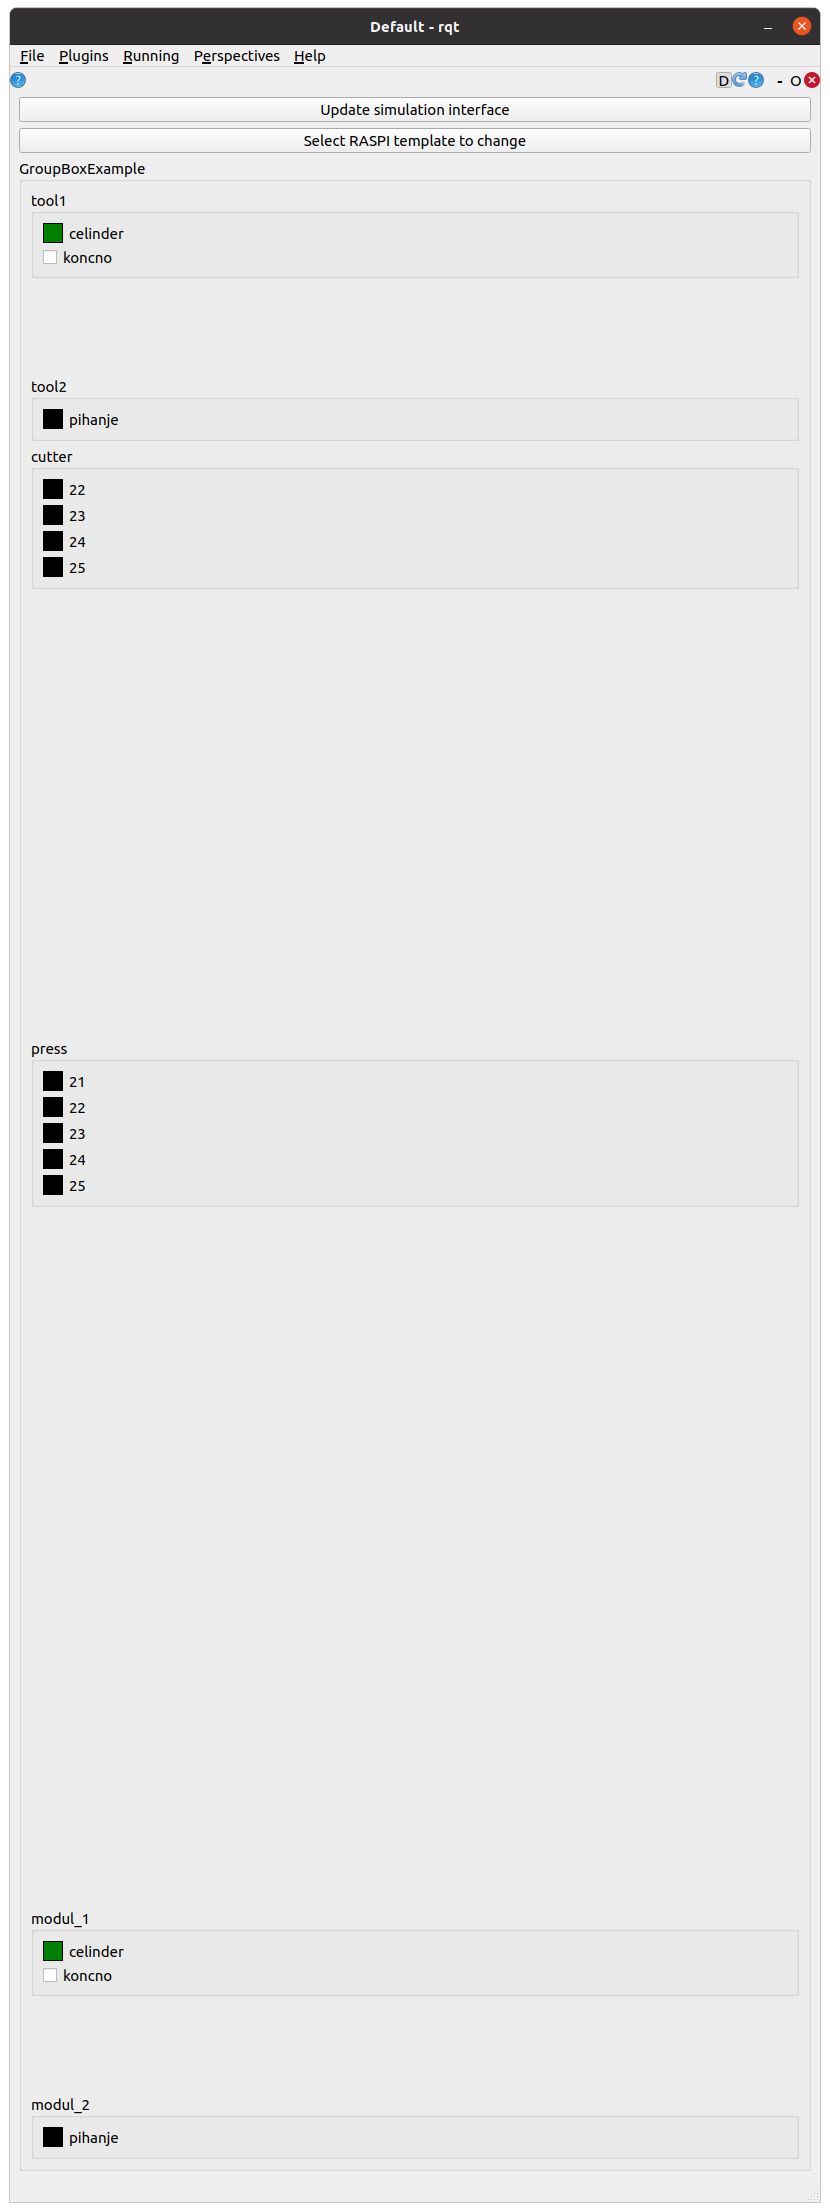 Default - rqt
File Plugins Running Perspectives Help
? D ? - O
Update simulation interface
Select RASPI template to change
GroupBoxExample
tool1
celinder
koncno
tool2
pihanje
cutter
22
23
24
25
press
21
22
23
24
25
modul_1
celinder
koncno
modul_2
pihanje